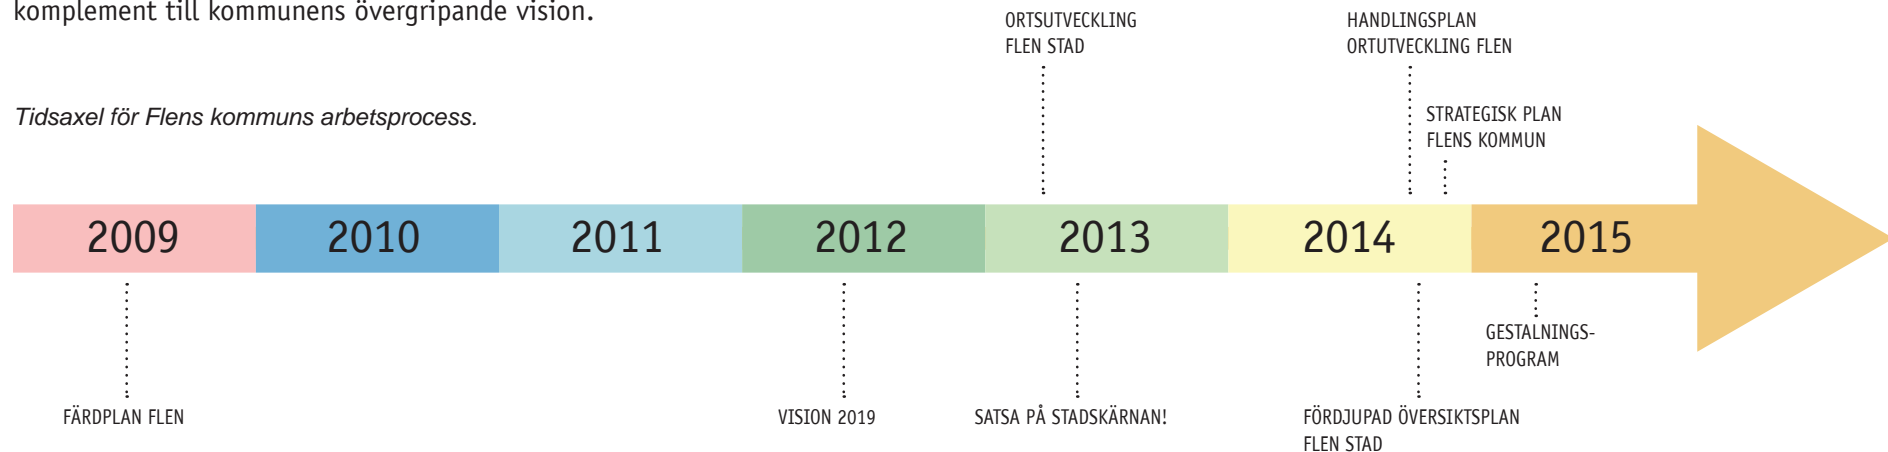 komplement till kommunens övergripande vision.
ORTSUTVECKLING
FLEN STAD
HANDLINGSPLAN
ORTUTVECKLING FLEN
Tidsaxel för Flens kommuns arbetsprocess.
STRATEGISK PLAN
FLENS KOMMUN
2009 2010 2011 2012 2013 2014 2015
GESTALNINGS-
PROGRAM
FÄRDPLAN FLEN
VISION 2019
SATSA PÅ STADSKÄRNAN!
FÖRDJUPAD ÖVERSIKTSPLAN
FLEN STAD